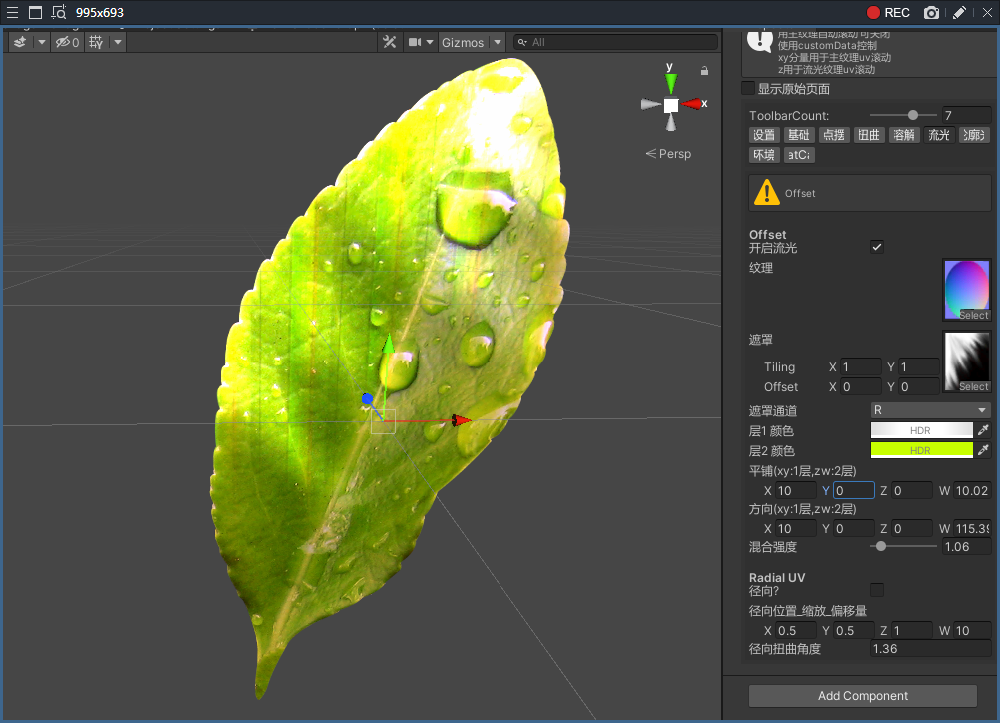 995x693
REC
Gizmos
All
y
x
Persp
用主纹理自动滚动可关闭
使用customData控制
xy分量用于主纹理uv滚动
z用于流光纹理uv滚动
显示原始页面
ToolbarCount: 7
设置 基础 点摆 扭曲 溶解 流光
环境
Offset
Offset
开启流光
纹理
Select
遮罩
Tiling X 1 Y 1
Offset X 0 Y 0
Select
遮罩通道 R
层1 颜色 HDR
层2 颜色 HDR
平铺(xy:1层,zw:2层)
X 10 Y 0 Z 0 W 10.02
方向(xy:1层,zw:2层)
X 10 Y 0 Z 0 W 115.39
混合强度 1.06
Radial UV
径向?
径向位置_缩放_偏移量
X 0.5 Y 0.5 Z 1 W 10
径向扭曲角度 1.36
Add Component